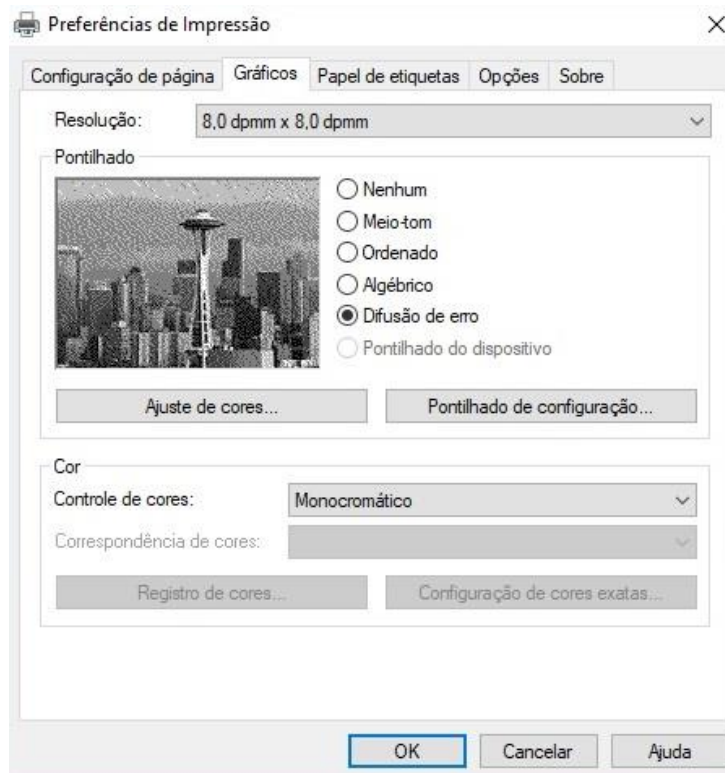 Preferências de Impressão
Configuração de página Gráficos Papel de etiquetas Opções Sobre
Resolução: 8,0 dpmm x 8,0 dpmm
Pontilhado
Nenhum
Meio-tom
Ordenado
Algébrico
Difusão de erro
Pontilhado do dispositivo
Ajuste de cores... Pontilhado de configuração...
Cor
Controle de cores: Monocromático
Correspondência de cores:
Registro de cores... Configuração de cores exatas...
OK Cancelar Ajuda